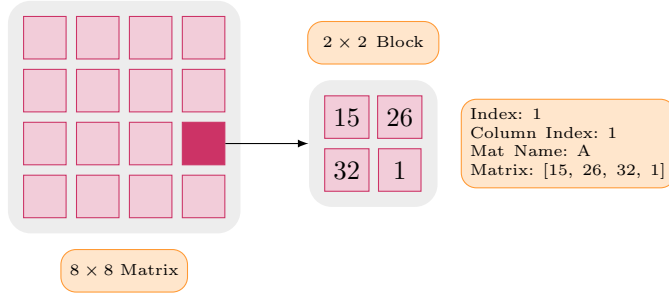 2 × 2 Block
15 26
32 1
Index: 1
Column Index: 1
Mat Name: A
Matrix: [15, 26, 32, 1]
8 × 8 Matrix